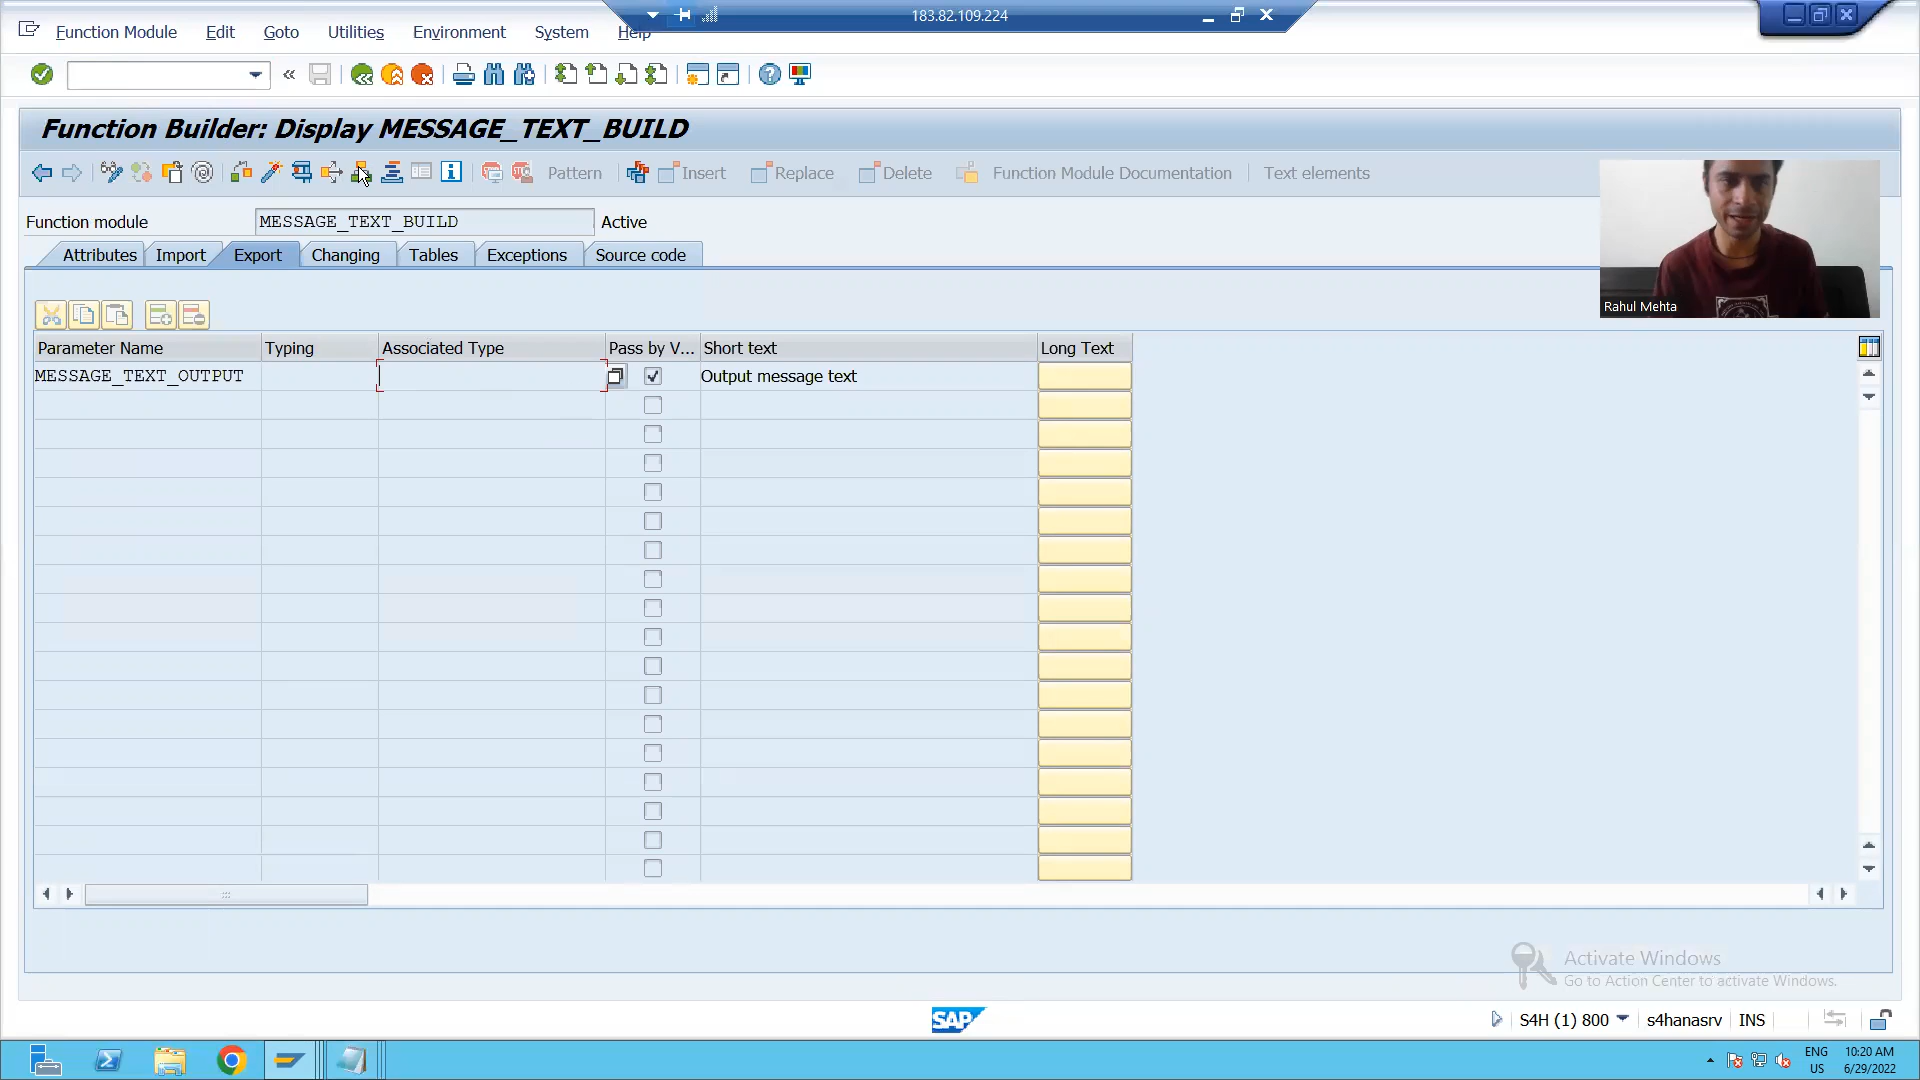 183.82.109.224
Function Module Edit Goto Utilities Environment System Help
Function Builder: Display MESSAGE_TEXT_BUILD
Pattern Insert Replace Delete Function Module Documentation Text elements
Function module MESSAGE_TEXT_BUILD Active
Attributes Import Export Changing Tables Exceptions Source code
Rahul Mehta
Parameter Name Typing Associated Type Pass by V... Short text Long Text
MESSAGE_TEXT_OUTPUT Output message text
Activate Windows
Go to Action Center to activate Windows.
SAP S4H (1) 800 s4hanasrv INS
ENG 10:20 AM
US 6/29/2022